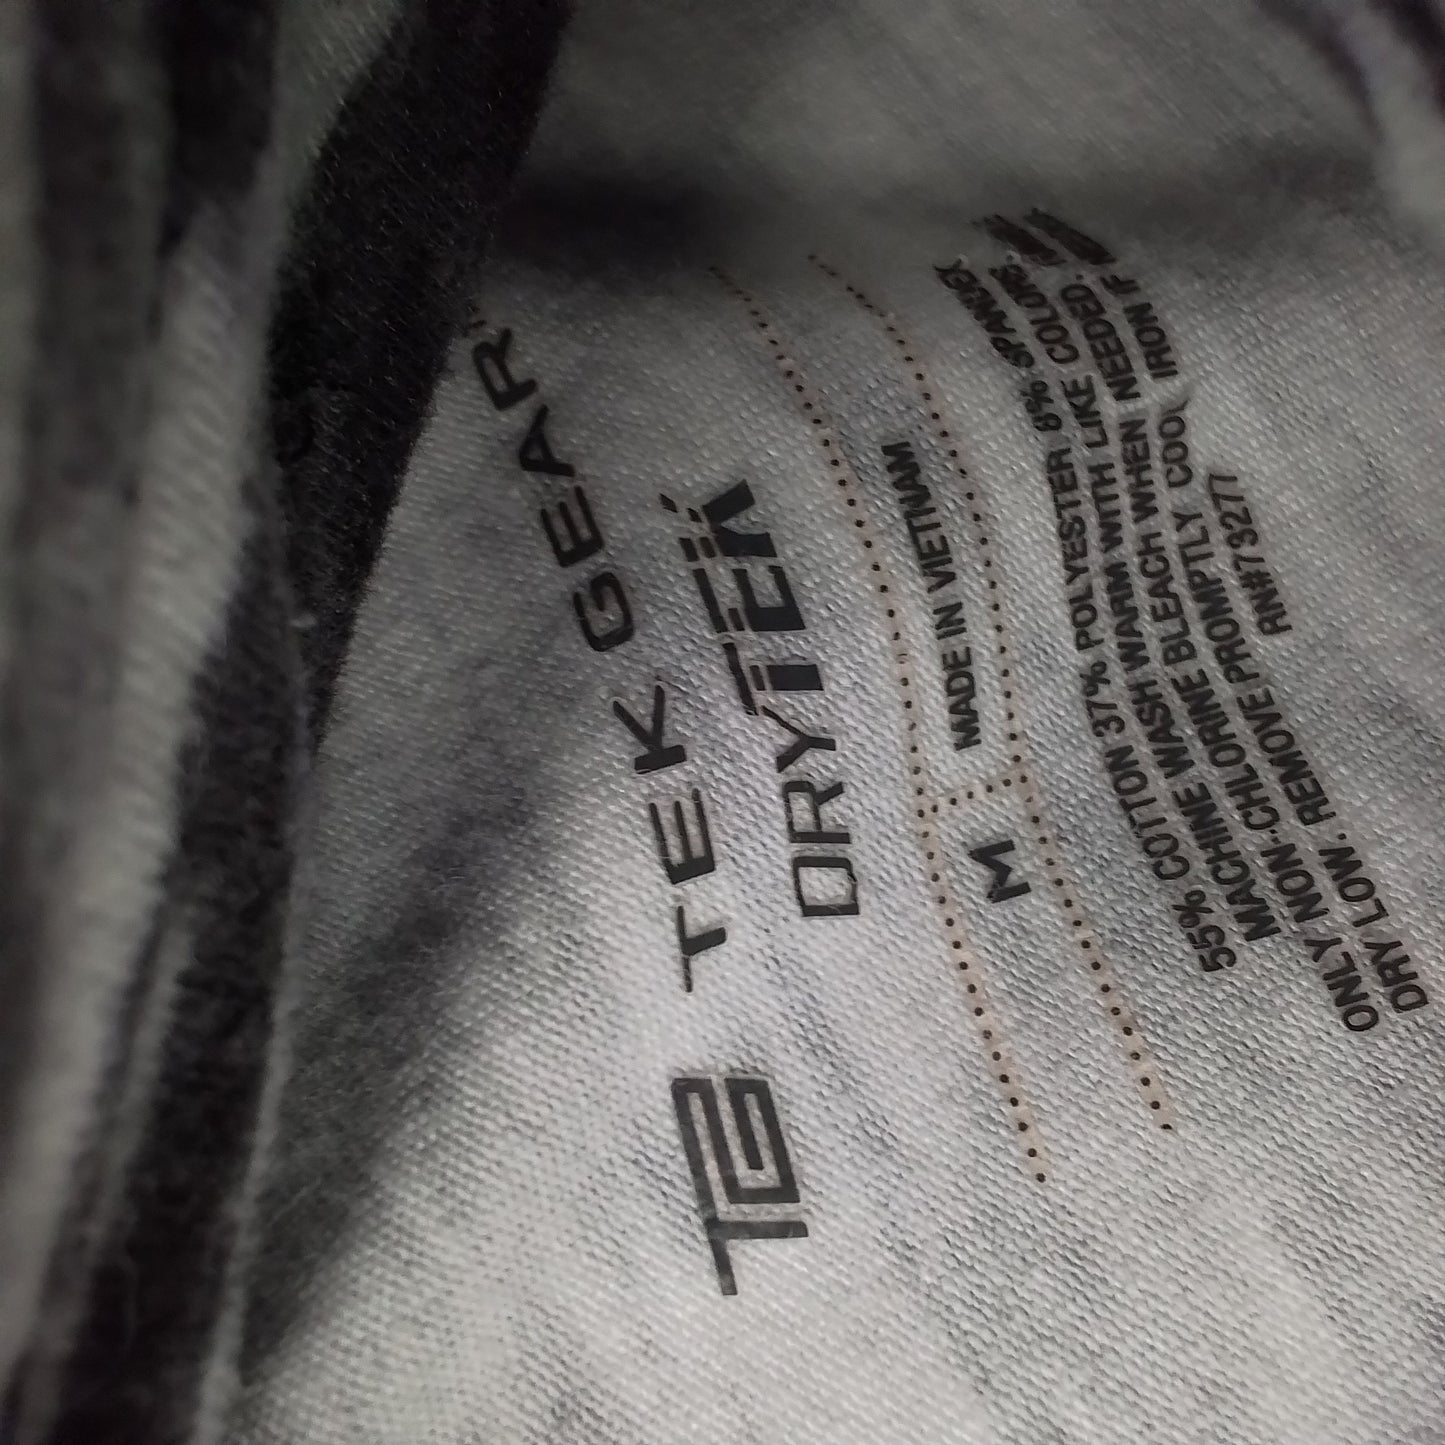 TEK GEAR
DRYTEK
MADE IN VIETNAM
M
55% COTTON 37% POLYESTER 8% SPANDEX
MACHINE WASH WARM WITH LIKE COLORS.
ONLY NON-CHLORINE BLEACH WHEN NEEDED.
DRY LOW. REMOVE PROMPTLY COOL IRON IF
RN#73277